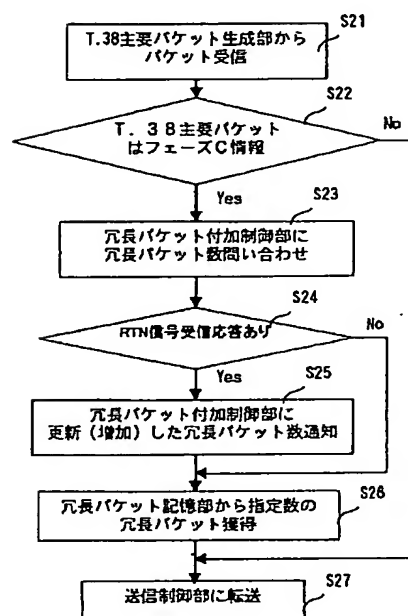 S21
T.38主要パケット生成部から
パケット受信
S22
T.38主要パケット
はフェーズC情報
No
Yes
S23
冗長パケット付加制御部に
冗長パケット数問い合わせ
S24
RTN信号受信応答あり
No
Yes
S25
冗長パケット付加制御部に
更新(増加)した冗長パケット数通知
S26
冗長パケット記憶部から指定数の
冗長パケット獲得
S27
送信制御部に転送